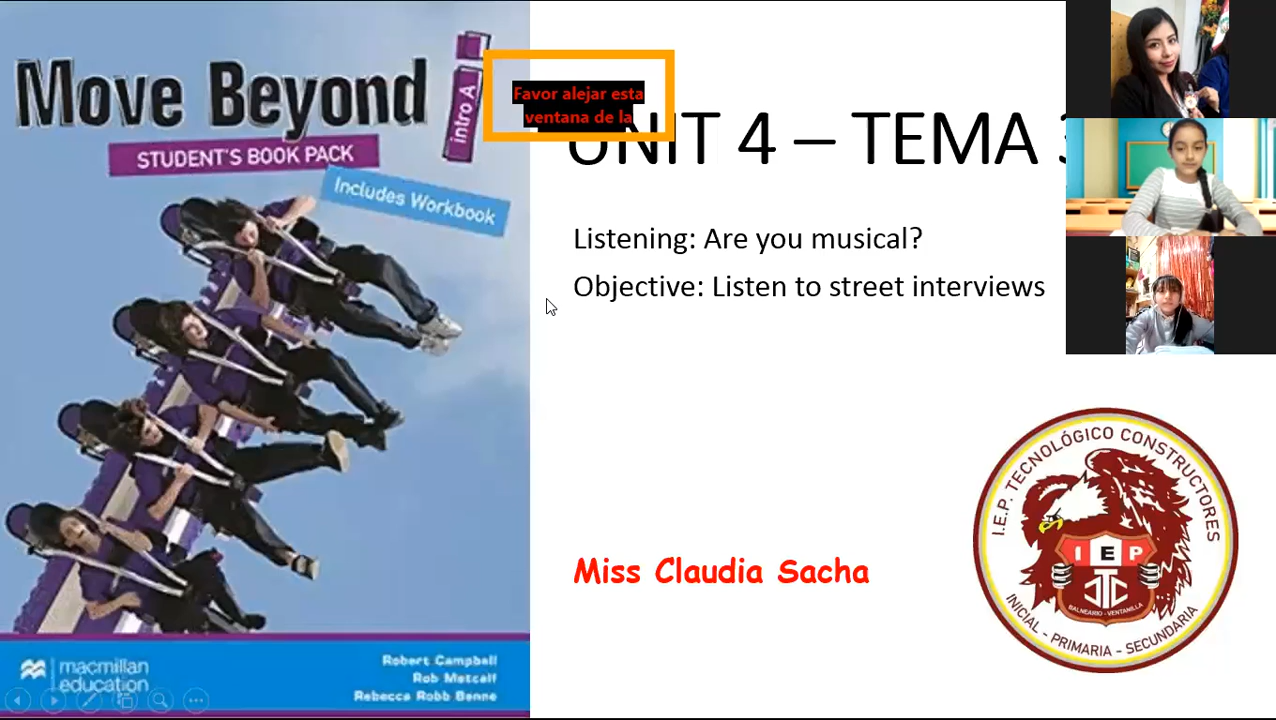 Move Beyond
intro A
STUDENT'S BOOK PACK
Includes Workbook
macmillan
education
Robert Campbell
Rob Metcalf
Rebecca Robb Benne
Favor alejar esta
ventana de la
UNIT 4 – TEMA 3
Listening: Are you musical?
Objective: Listen to street interviews
Miss Claudia Sacha
I.E.P. TECNOLÓGICO CONSTRUCTORES
I E P
BALNEARIO - VENTANILLA
INICIAL - PRIMARIA - SECUNDARIA